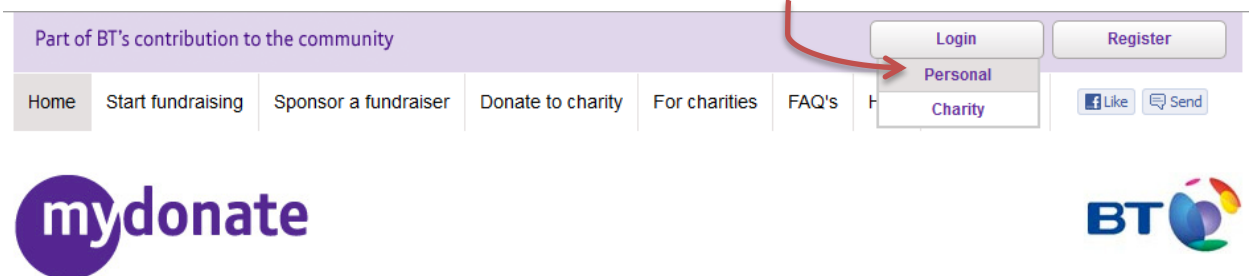 Part of BT's contribution to the community
Login
Register
Personal
Charity
Home
Start fundraising
Sponsor a fundraiser
Donate to charity
For charities
FAQ's
Like
Send
mydonate
BT